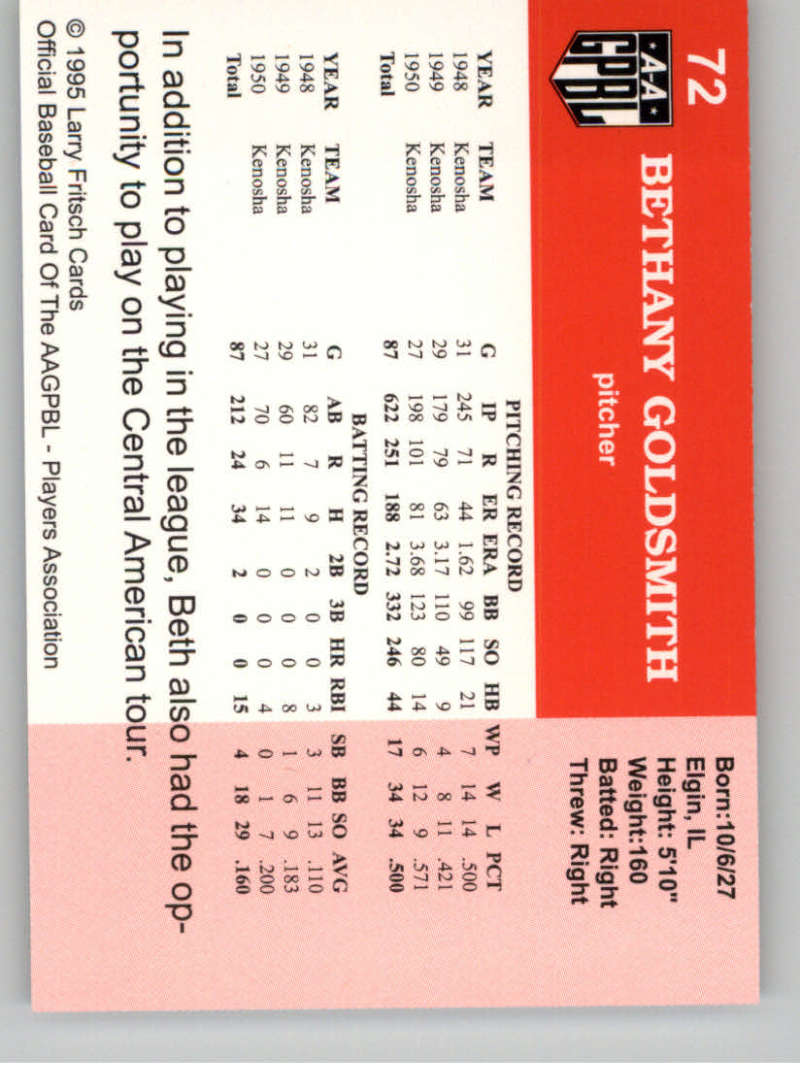 72
AA
GPBL
BETHANY GOLDSMITH
pitcher
Born:10/6/27
Elgin, IL
Height: 5'10"
Weight:160
Batted: Right
Threw: Right
PITCHING RECORD
YEAR TEAM G IP R ER ERA BB SO HB WP W L PCT
1948 Kenosha 31 245 71 44 1.62 99 117 21 7 14 14 .500
1949 Kenosha 29 179 79 63 3.17 110 49 9 4 8 11 .421
1950 Kenosha 27 198 101 81 3.68 123 80 14 6 12 9 .571
Total 87 622 251 188 2.72 332 246 44 17 34 34 .500
BATTING RECORD
YEAR TEAM G AB R H 2B 3B HR RBI SB BB SO AVG
1948 Kenosha 31 82 7 9 2 0 0 3 3 11 13 .110
1949 Kenosha 29 60 11 11 0 0 0 8 1 6 9 .183
1950 Kenosha 27 70 6 14 0 0 0 4 0 1 7 .200
Total 87 212 24 34 2 0 0 15 4 18 29 .160
In addition to playing in the league, Beth also had the op-
portunity to play on the Central American tour.
© 1995 Larry Fritsch Cards
Official Baseball Card Of The AAGPBL - Players Association